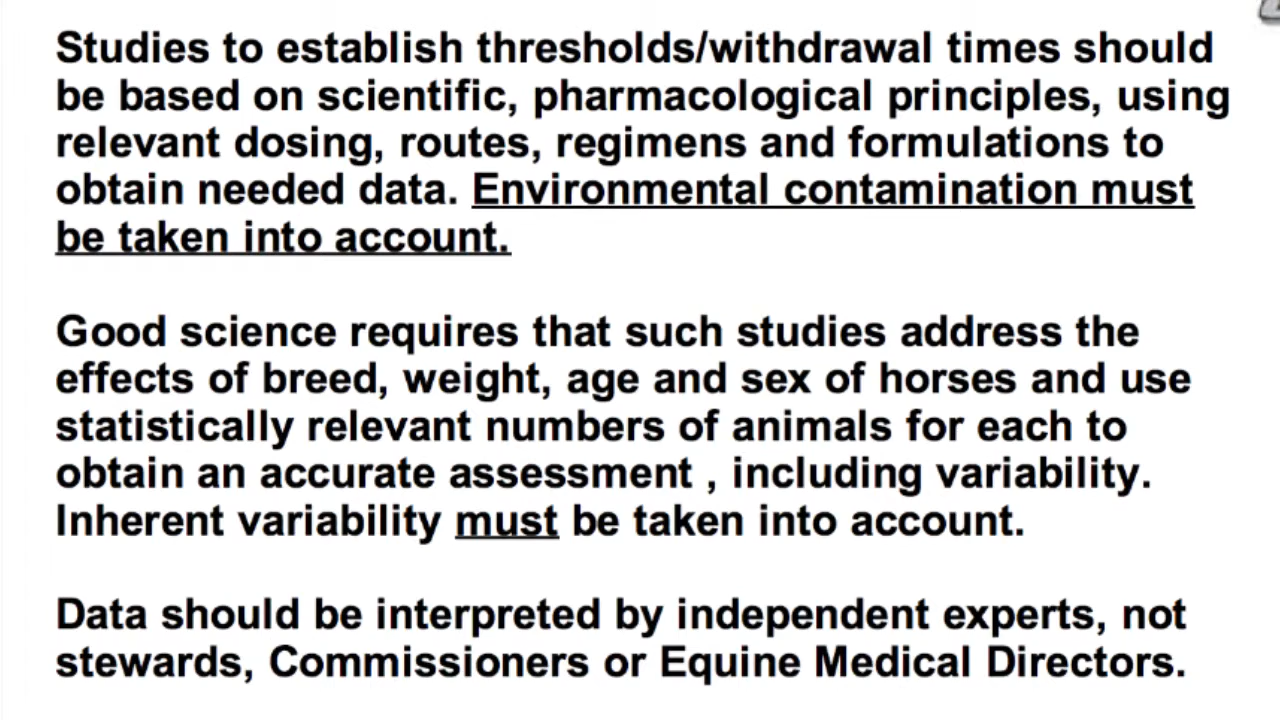 Studies to establish thresholds/withdrawal times should
be based on scientific, pharmacological principles, using
relevant dosing, routes, regimens and formulations to
obtain needed data. Environmental contamination must
be taken into account.
Good science requires that such studies address the
effects of breed, weight, age and sex of horses and use
statistically relevant numbers of animals for each to
obtain an accurate assessment , including variability.
Inherent variability must be taken into account.
Data should be interpreted by independent experts, not
stewards, Commissioners or Equine Medical Directors.